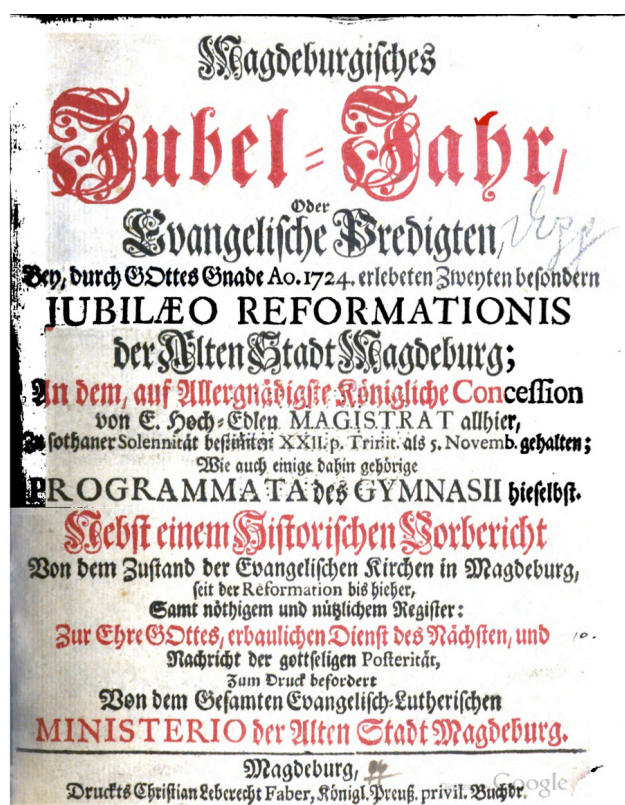 Magdeburgisches
Jubel-Jahr,
Oder
Evangelische Predigten,
Bey, durch GOttes Gnade Ao. 1724. erlebeten Zweyten besondern
JUBILÆO REFORMATIONIS
der Alten Stadt Magdeburg;
An dem, auf Allergnädigste Königliche Concession
von E. Hoch-Edlen MAGISTRAT allhier,
sothaner Solennität bestim̃ten XXII. p. Trinit. als 5. Novemb. gehalten;
Wie auch einige dahin gehörige
PROGRAMMATA des GYMNASII hieselbst.
Nebst einem Historischen Vorbericht
Von dem Zustand der Evangelischen Kirchen in Magdeburg,
seit der Reformation bis hieher,
Samt nöthigem und nützlichem Register:
Zur Ehre GOttes, erbaulichen Dienst des Nächsten, und
Nachricht der gottseligen Posterität,
Zum Druck befordert
Von dem Gesamten Evangelisch-Lutherischen
MINISTERIO der Alten Stadt Magdeburg.
Magdeburg,
Druckts Christian Leberecht Faber, Königl. Preuß. privil. Buchdr.
Google